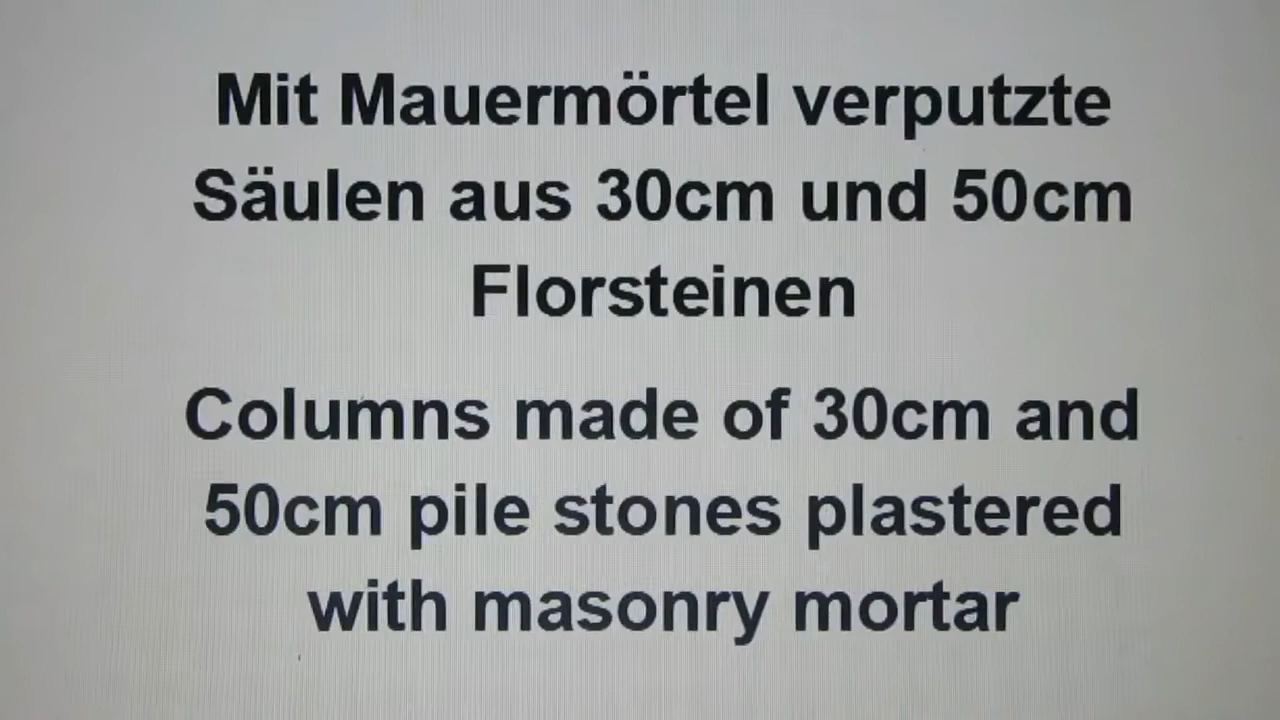 Mit Mauermörtel verputzte
Säulen aus 30cm und 50cm
Florsteinen
Columns made of 30cm and
50cm pile stones plastered
with masonry mortar